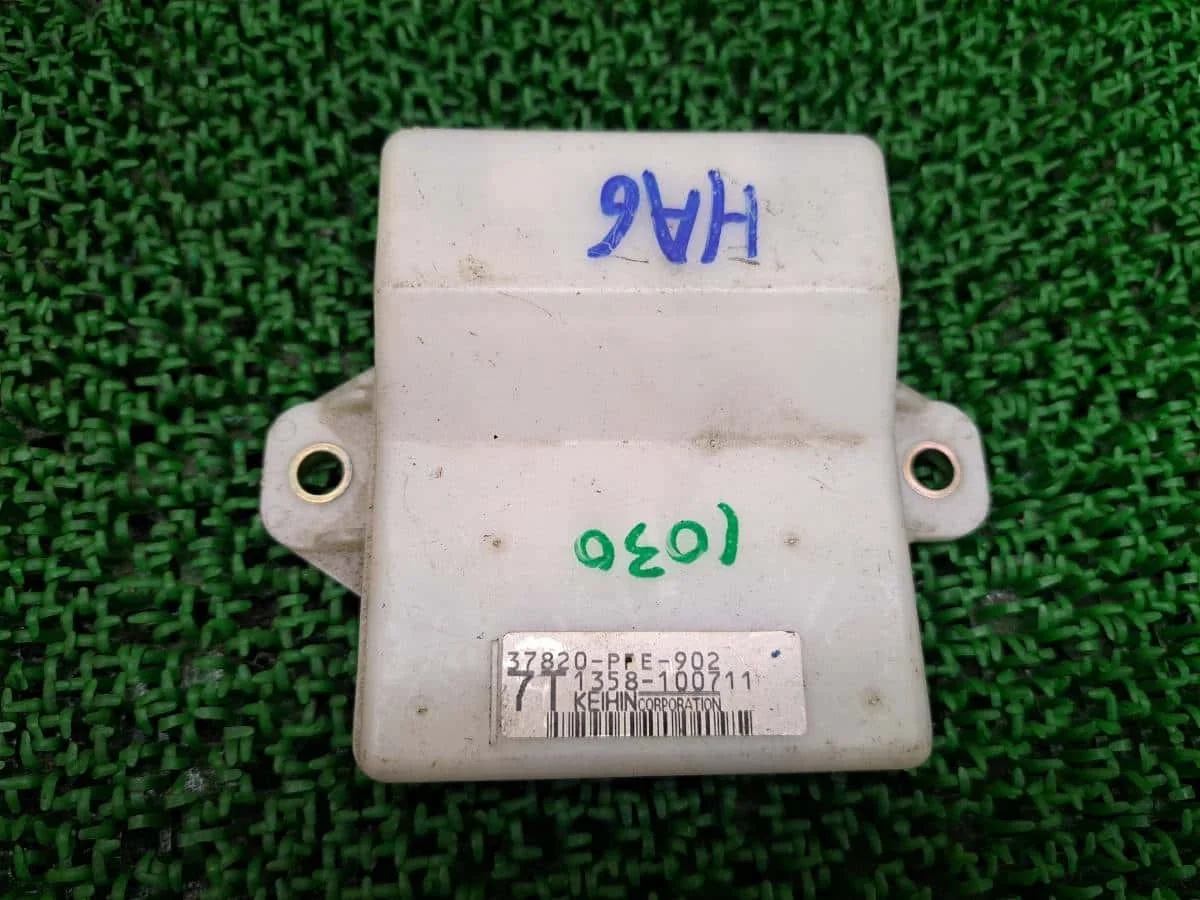 HA6
1030
37820-PFE-902
7T 1358-100711
KEIHIN CORPORATION